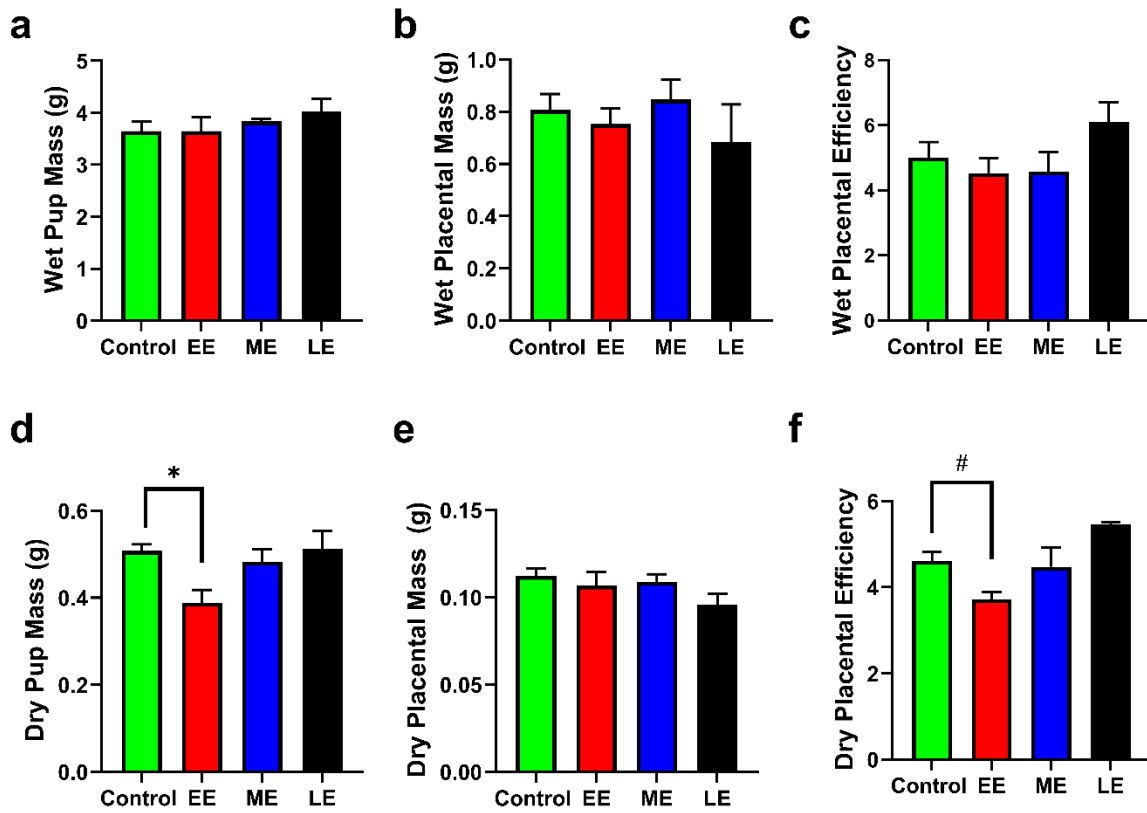 a
Wet Pup Mass (g)
5
4
3
2
1
0
Control EE ME LE
b
Wet Placental Mass (g)
1.0
0.8
0.6
0.4
0.2
0.0
Control EE ME LE
c
Wet Placental Efficiency
8
6
4
2
0
Control EE ME LE
d
Dry Pup Mass (g)
*
0.6
0.4
0.2
0.0
Control EE ME LE
e
Dry Placental Mass (g)
0.15
0.10
0.05
0.00
Control EE ME LE
f
Dry Placental Efficiency
#
6
4
2
0
Control EE ME LE